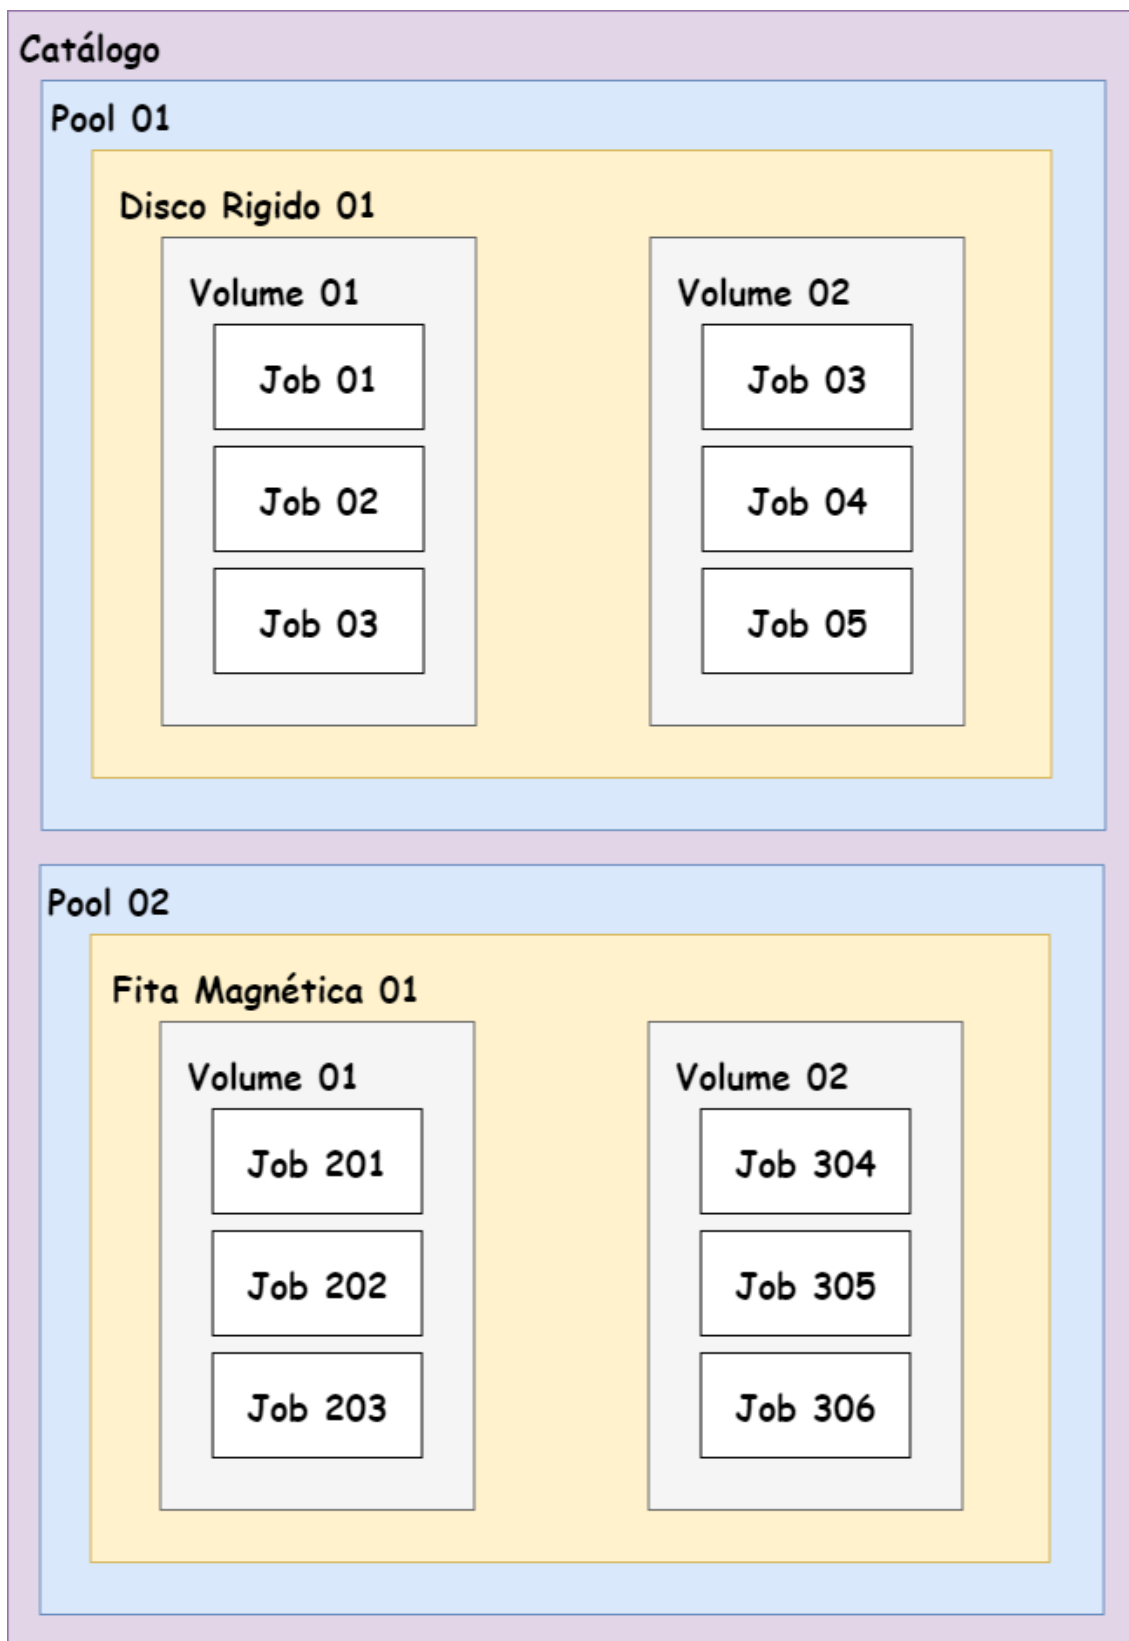 Catálogo
Pool 01
Disco Rigido 01
Volume 01
Job 01
Job 02
Job 03
Volume 02
Job 03
Job 04
Job 05
Pool 02
Fita Magnética 01
Volume 01
Job 201
Job 202
Job 203
Volume 02
Job 304
Job 305
Job 306